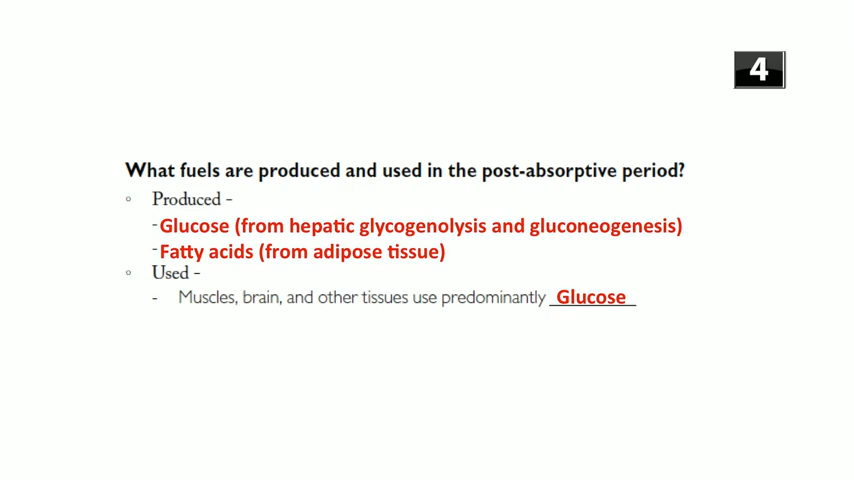 4
What fuels are produced and used in the post-absorptive period?
◦ Produced –
-Glucose (from hepatic glycogenolysis and gluconeogenesis)
-Fatty acids (from adipose tissue)
◦ Used –
- Muscles, brain, and other tissues use predominantly Glucose